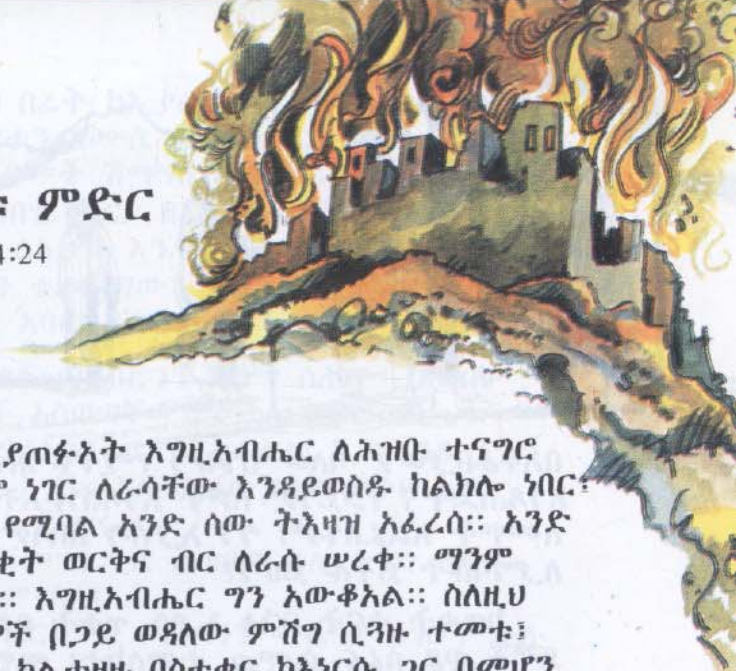 ምድር
4፡24
ያጠፉአት እግዚአብሔር ለሕዝቡ ተናግሮ
ነገር ለራሳቸው እንዳይወስዱ ከልክሎ ነበር፤
የሚባል አንድ ሰው ትእዛዝ አፈረሰ። አንድ
ቂት ወርቅና ብር ለራሱ ሠረቀ። ማንም
። እግዚአብሔር ግን አውቆአል። ስለዚህ
ች በጋይ ወዳለው ምሽግ ሲጓዙ ተመቱ፤